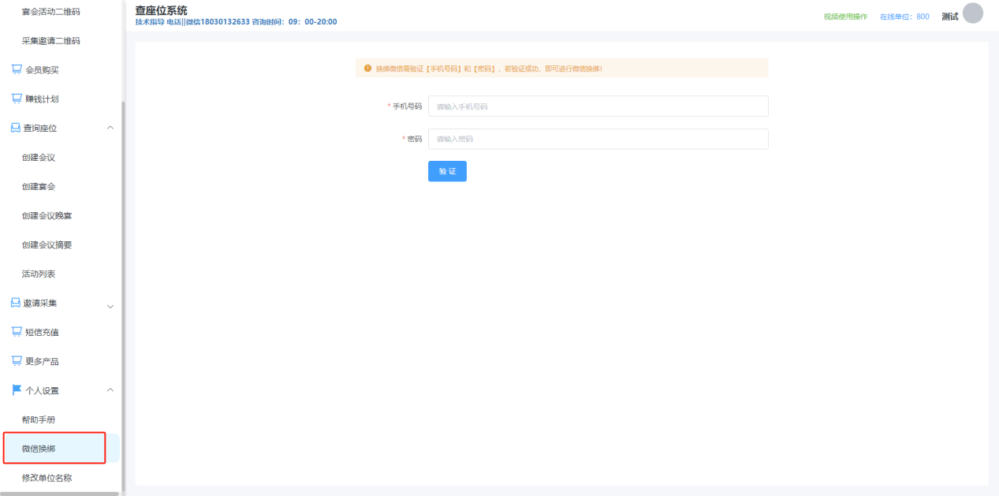 宴会活动二维码
采集邀请二维码
会员购买
赚钱计划
查询座位
创建会议
创建宴会
创建会议晚宴
创建会议摘要
活动列表
邀请采集
短信充值
更多产品
个人设置
帮助手册
微信换绑
修改单位名称
查座位系统
技术指导 电话||微信18030132633 咨询时间：09：00-20:00
视频使用操作 在线单位：800 测试
换绑微信需验证【手机号码】和【密码】，若验证成功，即可进行微信换绑！
* 手机号码 请输入手机号码
* 密码 请输入密码
验 证